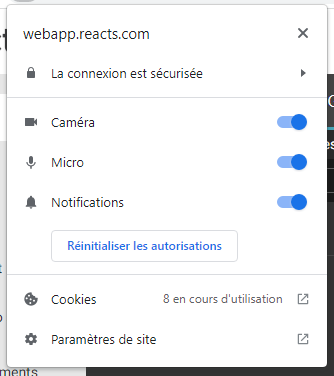 webapp.reacts.com
La connexion est sécurisée
Caméra
Micro
Notifications
Réinitialiser les autorisations
Cookies 8 en cours d'utilisation
Paramètres de site
ments